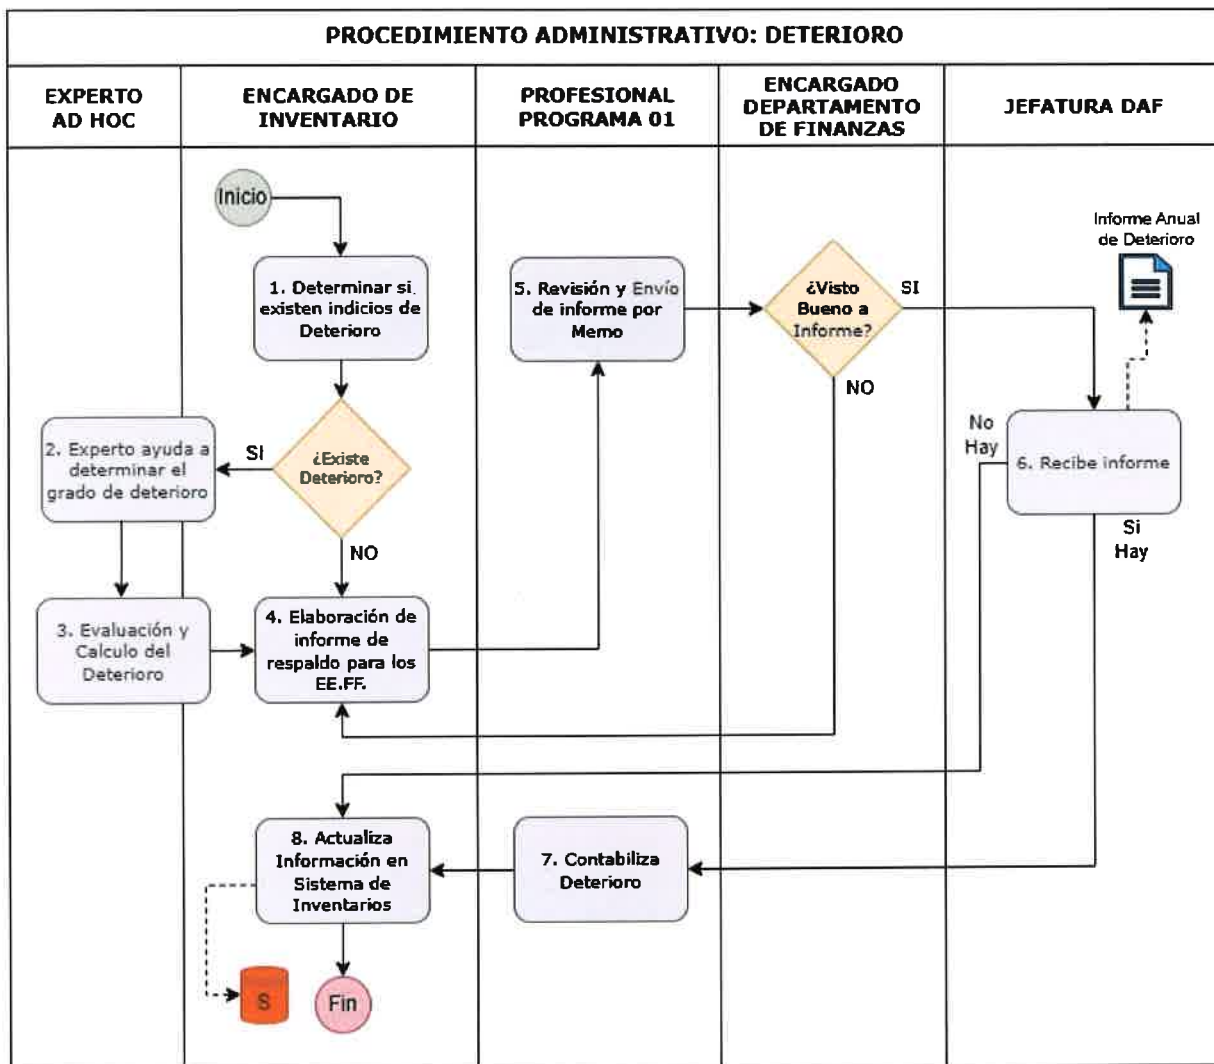 PROCEDIMIENTO ADMINISTRATIVO: DETERIORO
EXPERTO
AD HOC
ENCARGADO DE
INVENTARIO
PROFESIONAL
PROGRAMA 01
ENCARGADO
DEPARTAMENTO
DE FINANZAS
JEFATURA DAF
Inicio
1. Determinar si
existen indicios de
Deterioro
¿Existe
Deterioro?
SI
NO
2. Experto ayuda a
determinar el
grado de deterioro
3. Evaluación y
Calculo del
Deterioro
4. Elaboración de
informe de
respaldo para los
EE.FF.
5. Revisión y Envío
de informe por
Memo
¿Visto
Bueno a
Informe?
SI
NO
Informe Anual
de Deterioro
6. Recibe informe
No
Hay
Si
Hay
7. Contabiliza
Deterioro
8. Actualiza
Información en
Sistema de
Inventarios
S
Fin